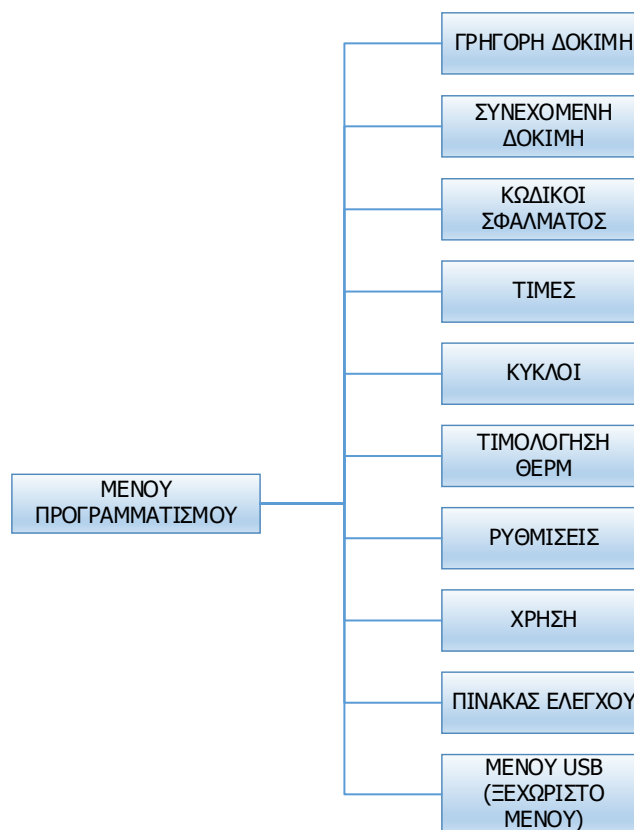 ΓΡΗΓΟΡΗ ΔΟΚΙΜΗ
ΣΥΝΕΧΟΜΕΝΗ
ΔΟΚΙΜΗ
ΚΩΔΙΚΟΙ
ΣΦΑΛΜΑΤΟΣ
ΤΙΜΕΣ
ΚΥΚΛΟΙ
ΤΙΜΟΛΟΓΗΣΗ
ΘΕΡΜ
ΜΕΝΟΥ
ΠΡΟΓΡΑΜΜΑΤΙΣΜΟΥ
ΡΥΘΜΙΣΕΙΣ
ΧΡΗΣΗ
ΠΙΝΑΚΑΣ ΕΛΕΓΧΟΥ
ΜΕΝΟΥ USB
(ΞΕΧΩΡΙΣΤΟ
ΜΕΝΟΥ)